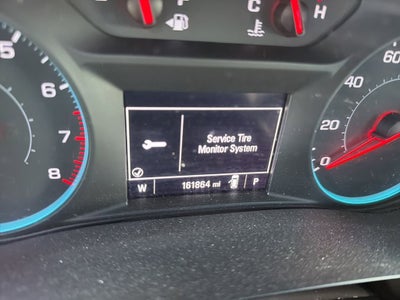 F C H
Service Tire
Monitor System
W 161864 mi P
8 7 6 5
0 20 40 60